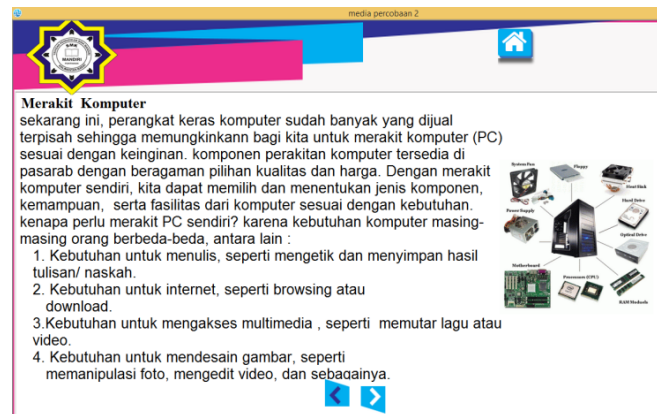 media percobaan 2
SMK
MANDIRI
Merakit Komputer
sekarang ini, perangkat keras komputer sudah banyak yang dijual
terpisah sehingga memungkinkann bagi kita untuk merakit komputer (PC)
sesuai dengan keinginan. komponen perakitan komputer tersedia di
pasarab dengan beragaman pilihan kualitas dan harga. Dengan merakit
komputer sendiri, kita dapat memilih dan menentukan jenis komponen,
kemampuan, serta fasilitas dari komputer sesuai dengan kebutuhan.
kenapa perlu merakit PC sendiri? karena kebutuhan komputer masing-
masing orang berbeda-beda, antara lain :
1. Kebutuhan untuk menulis, seperti mengetik dan menyimpan hasil
tulisan/ naskah.
2. Kebutuhan untuk internet, seperti browsing atau
download.
3.Kebutuhan untuk mengakses multimedia , seperti memutar lagu atau
video.
4. Kebutuhan untuk mendesain gambar, seperti
memanipulasi foto, mengedit video, dan sebagainya.
System Fan
Floppy
Heat Sink
Power Supply
Hard Drive
Optical Drive
Motherboard
Processors (CPU)
RAM Module/s